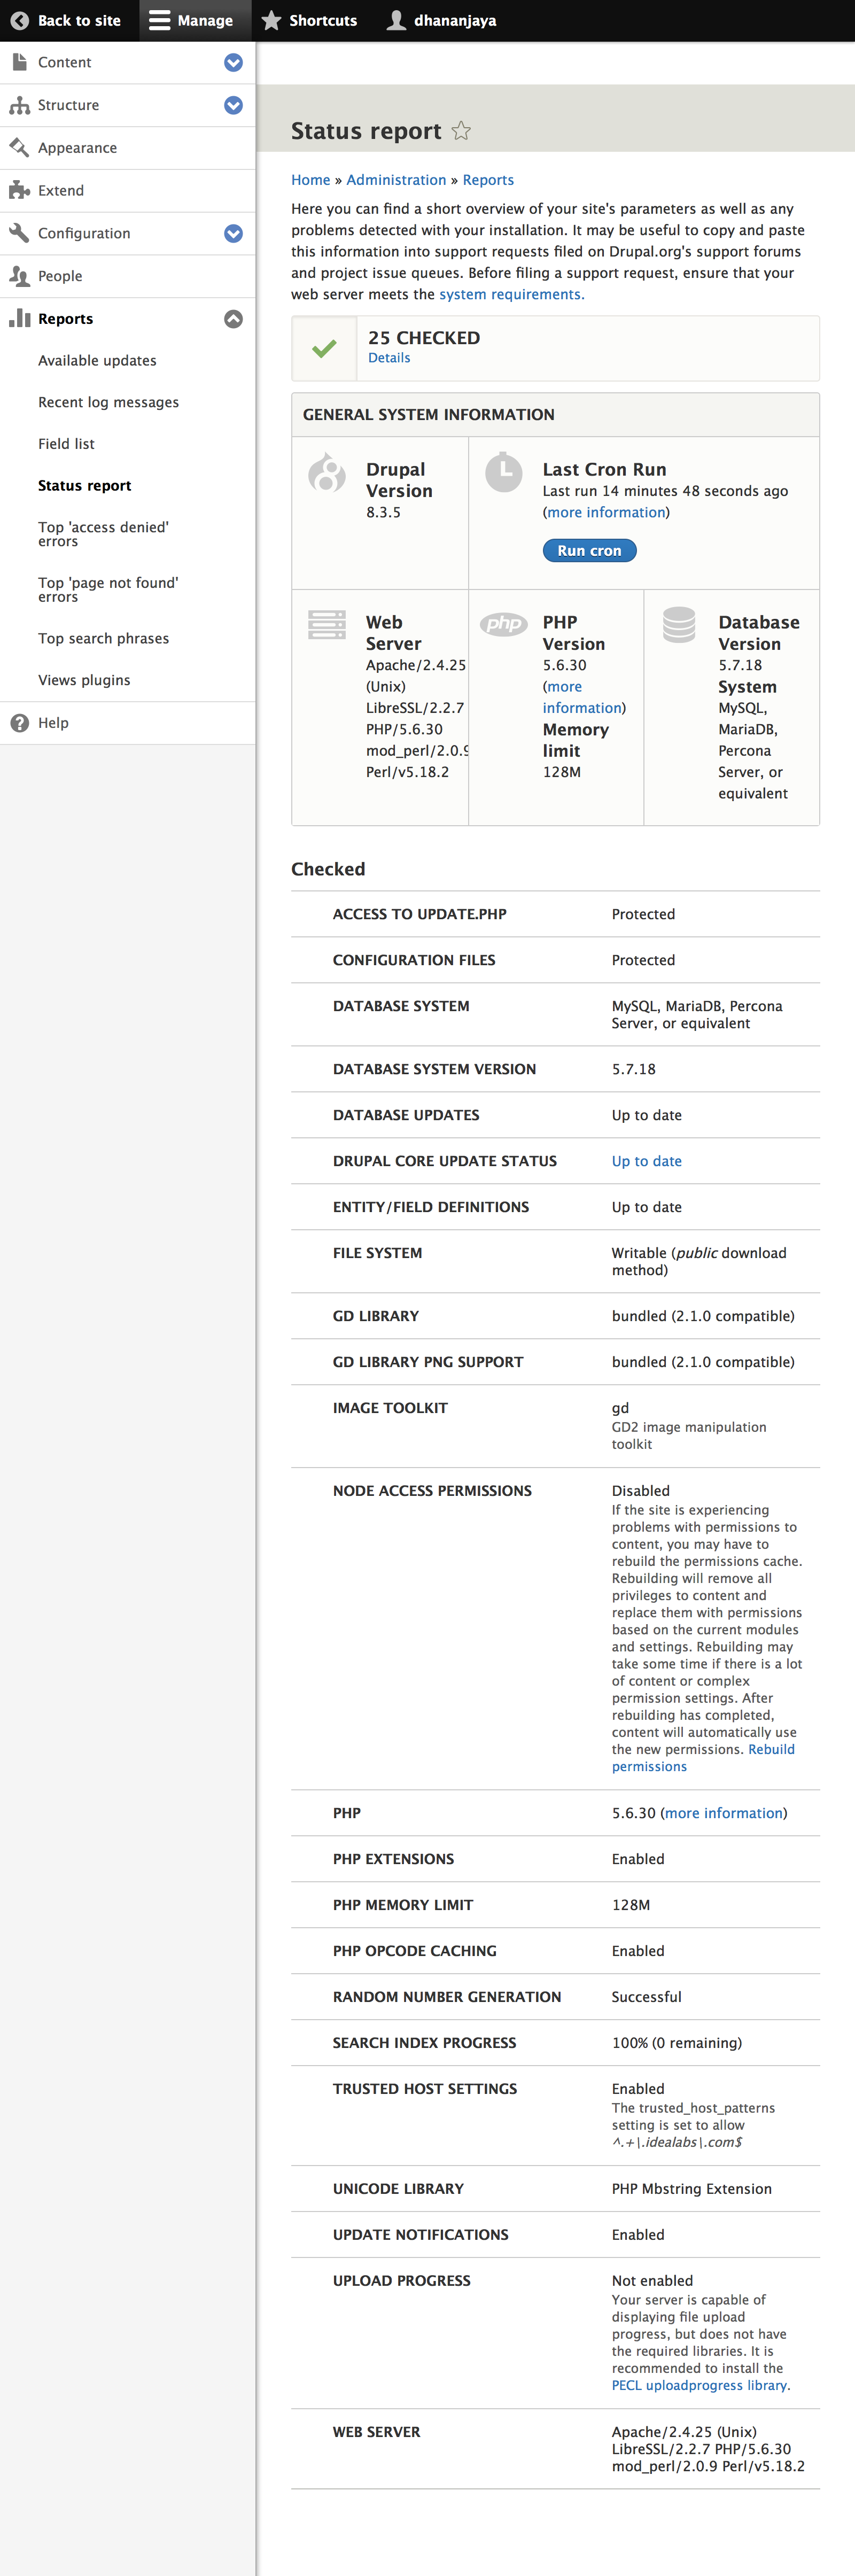 Back to site
Manage
Shortcuts
dhananjaya
Content
Structure
Appearance
Extend
Configuration
People
Reports
Available updates
Recent log messages
Field list
Status report
Top 'access denied'
errors
Top 'page not found'
errors
Top search phrases
Views plugins
Help
Status report
Home » Administration » Reports
Here you can find a short overview of your site's parameters as well as any
problems detected with your installation. It may be useful to copy and paste
this information into support requests filed on Drupal.org's support forums
and project issue queues. Before filing a support request, ensure that your
web server meets the system requirements.
25 CHECKED
Details
GENERAL SYSTEM INFORMATION
Drupal
Version
8.3.5
Last Cron Run
Last run 14 minutes 48 seconds ago
(more information)
Run cron
Web
Server
Apache/2.4.25
(Unix)
LibreSSL/2.2.7
PHP/5.6.30
mod_perl/2.0.9
Perl/v5.18.2
php
PHP
Version
5.6.30
(more
information)
Memory
limit
128M
Database
Version
5.7.18
System
MySQL,
MariaDB,
Percona
Server, or
equivalent
Checked
ACCESS TO UPDATE.PHP
Protected
CONFIGURATION FILES
Protected
DATABASE SYSTEM
MySQL, MariaDB, Percona
Server, or equivalent
DATABASE SYSTEM VERSION
5.7.18
DATABASE UPDATES
Up to date
DRUPAL CORE UPDATE STATUS
Up to date
ENTITY/FIELD DEFINITIONS
Up to date
FILE SYSTEM
Writable (public download
method)
GD LIBRARY
bundled (2.1.0 compatible)
GD LIBRARY PNG SUPPORT
bundled (2.1.0 compatible)
IMAGE TOOLKIT
gd
GD2 image manipulation
toolkit
NODE ACCESS PERMISSIONS
Disabled
If the site is experiencing
problems with permissions to
content, you may have to
rebuild the permissions cache.
Rebuilding will remove all
privileges to content and
replace them with permissions
based on the current modules
and settings. Rebuilding may
take some time if there is a lot
of content or complex
permission settings. After
rebuilding has completed,
content will automatically use
the new permissions. Rebuild
permissions
PHP
5.6.30 (more information)
PHP EXTENSIONS
Enabled
PHP MEMORY LIMIT
128M
PHP OPCODE CACHING
Enabled
RANDOM NUMBER GENERATION
Successful
SEARCH INDEX PROGRESS
100% (0 remaining)
TRUSTED HOST SETTINGS
Enabled
The trusted_host_patterns
setting is set to allow
^.+\.idealabs\.com$
UNICODE LIBRARY
PHP Mbstring Extension
UPDATE NOTIFICATIONS
Enabled
UPLOAD PROGRESS
Not enabled
Your server is capable of
displaying file upload
progress, but does not have
the required libraries. It is
recommended to install the
PECL uploadprogress library.
WEB SERVER
Apache/2.4.25 (Unix)
LibreSSL/2.2.7 PHP/5.6.30
mod_perl/2.0.9 Perl/v5.18.2